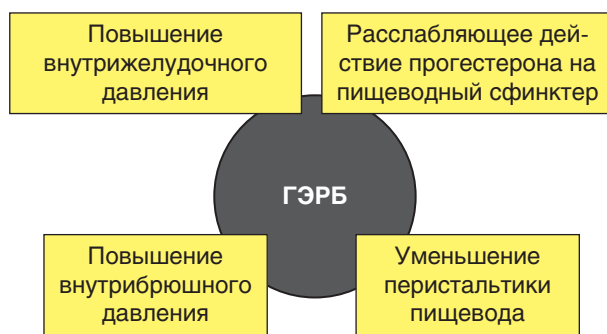 Повышение
внутрижелудочного
давления
Расслабляющее дей-
ствие прогестерона на
пищеводный сфинктер
ГЭРБ
Повышение
внутрибрюшного
давления
Уменьшение
перистальтики
пищевода